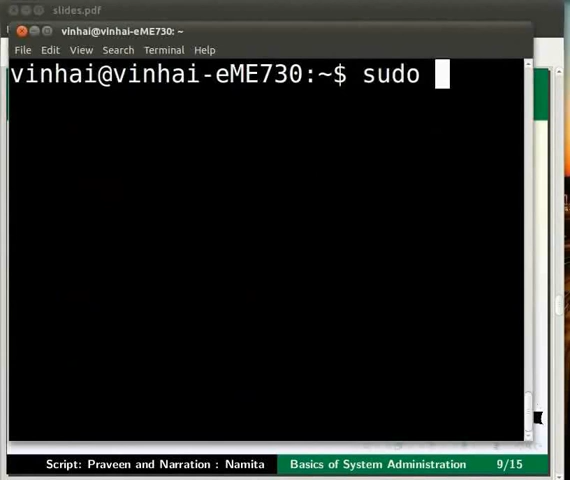 slides.pdf
vinhai@vinhai-eME730: ~
File Edit View Search Terminal Help
vinhai@vinhai-eME730:~$ sudo
Script: Praveen and Narration : Namita Basics of System Administration 9/15